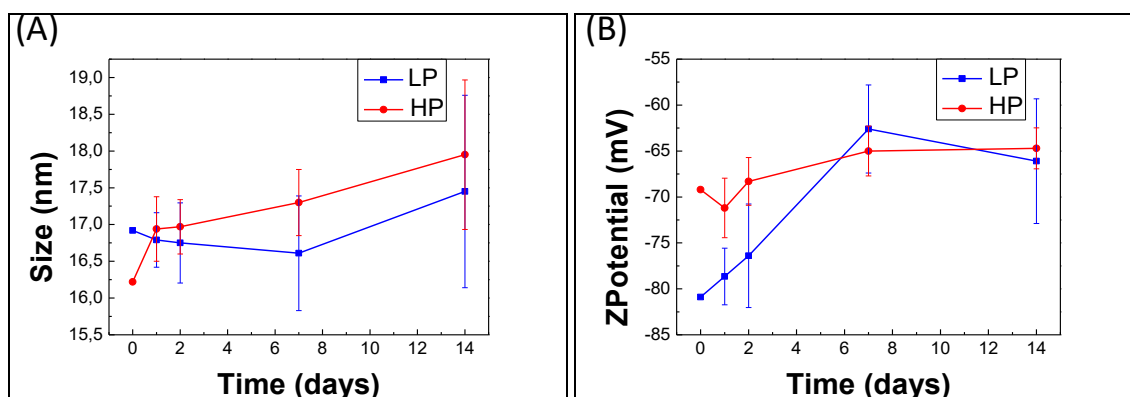 (A)
LP
HP
19,0
18,5
18,0
17,5
17,0
16,5
16,0
15,5
Size (nm)
0 2 4 6 8 10 12 14
Time (days)
(B)
LP
HP
-55
-60
-65
-70
-75
-80
-85
ZPotential (mV)
0 2 4 6 8 10 12 14
Time (days)